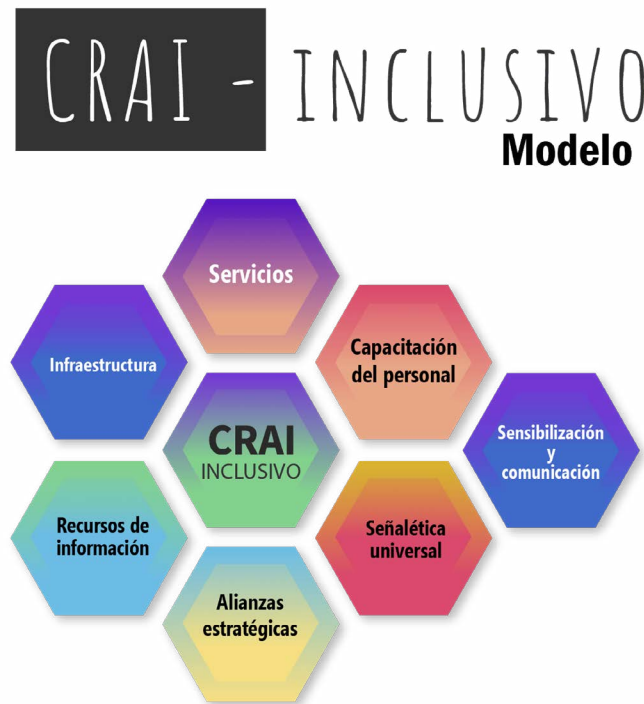 CRAI - INCLUSIVO
Modelo
Servicios
Infraestructura
Capacitación
del personal
CRAI
INCLUSIVO
Sensibilización
y
comunicación
Recursos de
información
Señalética
universal
Alianzas
estratégicas